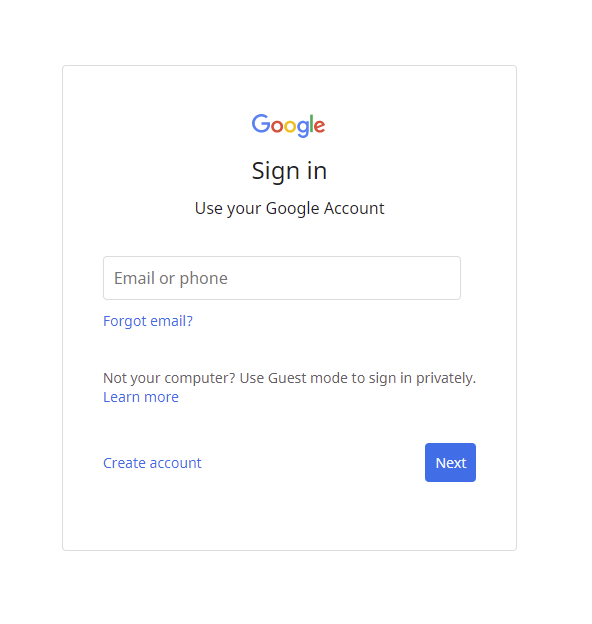 Google
Sign in
Use your Google Account
Email or phone
Forgot email?
Not your computer? Use Guest mode to sign in privately.
Learn more
Create account
Next